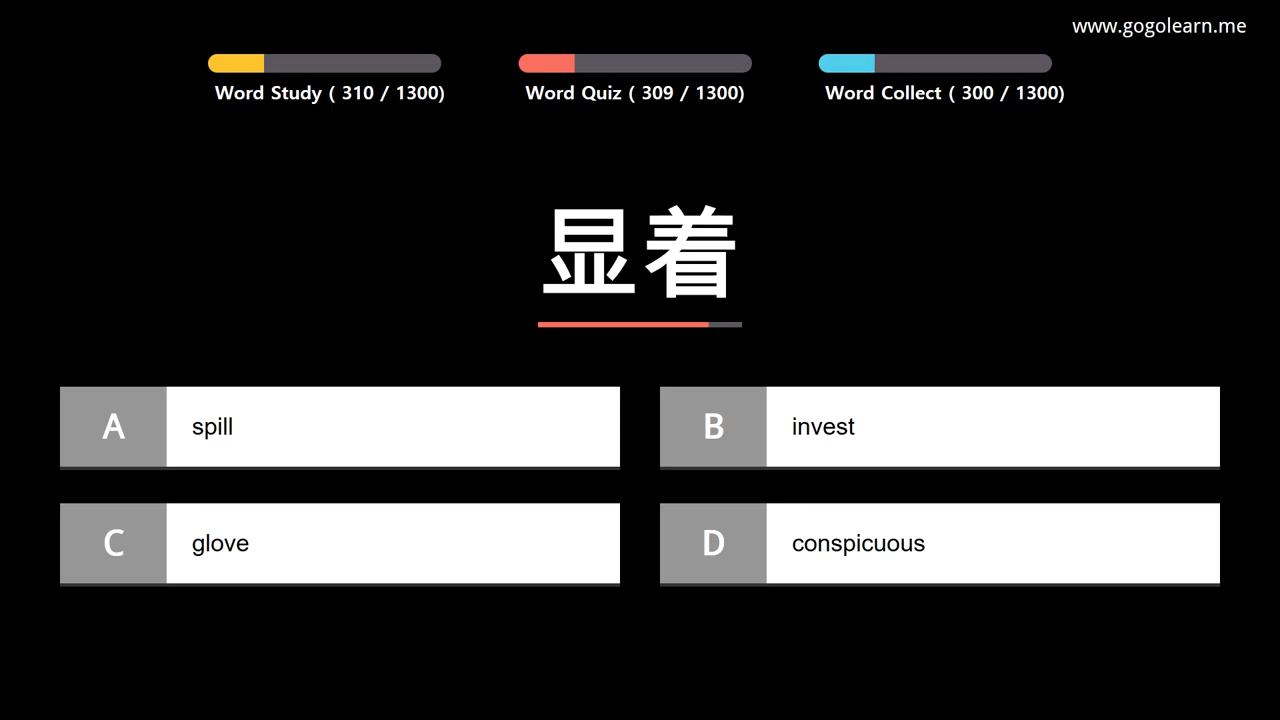 www.gogolearn.me
Word Study ( 310 / 1300)
Word Quiz ( 309 / 1300)
Word Collect ( 300 / 1300)
显着
A spill
B invest
C glove
D conspicuous